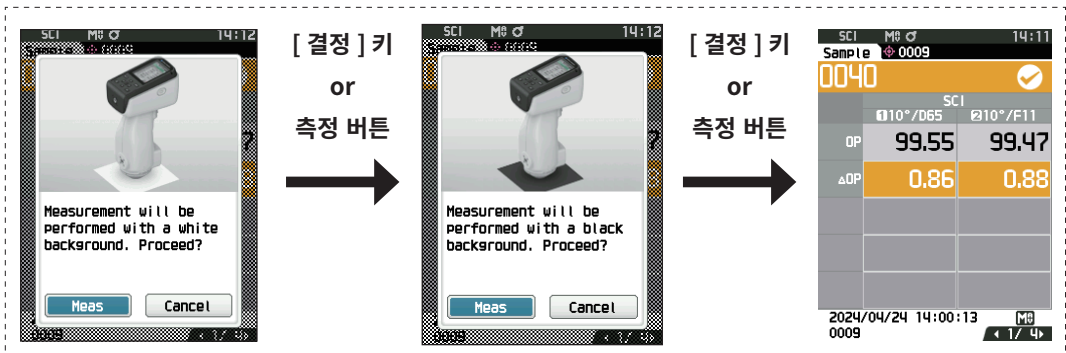 SCI M 14:12
Sample 0009
Measurement will be
performed with a white
background. Proceed?
Meas Cancel
0009 1/ 4
[ 결정 ] 키
or
측정 버튼
SCI M 14:12
Sample 0009
Measurement will be
performed with a black
background. Proceed?
Meas Cancel
0009 1/ 4
[ 결정 ] 키
or
측정 버튼
SCI M 14:11
Sample 0009
0040
SCI
1 10°/D65 2 10°/F11
OP 99.55 99.47
△OP 0.86 0.88
2024/04/24 14:00:13 M
0009 1/ 4